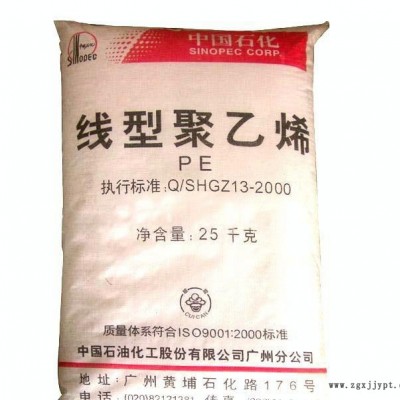 中国石化
SINOPEC CORP.
SINOPEC
线型聚乙烯
PE
执行标准:Q/SHGZ13-2000
净含量:25 千克
CUICAN
质量体系符合ISO9001:2000标准
中国石油化工股份有限公司广州分公司
地址:广州黄埔石化路176号
www.zgxjjypt.com